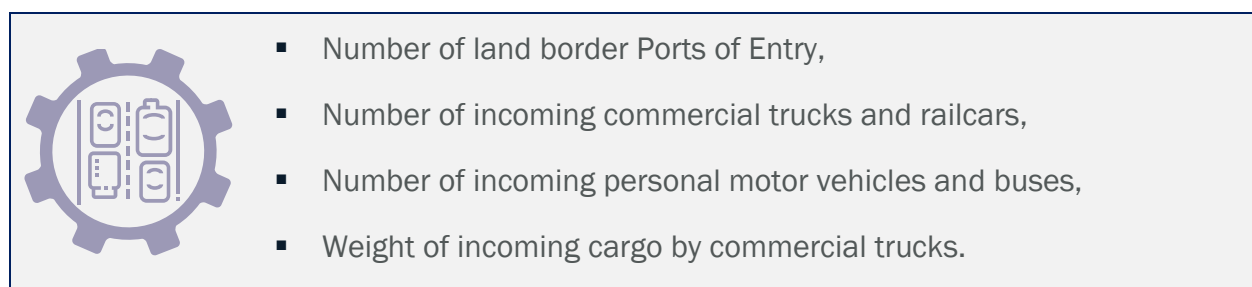 ▪ Number of land border Ports of Entry,
▪ Number of incoming commercial trucks and railcars,
▪ Number of incoming personal motor vehicles and buses,
▪ Weight of incoming cargo by commercial trucks.